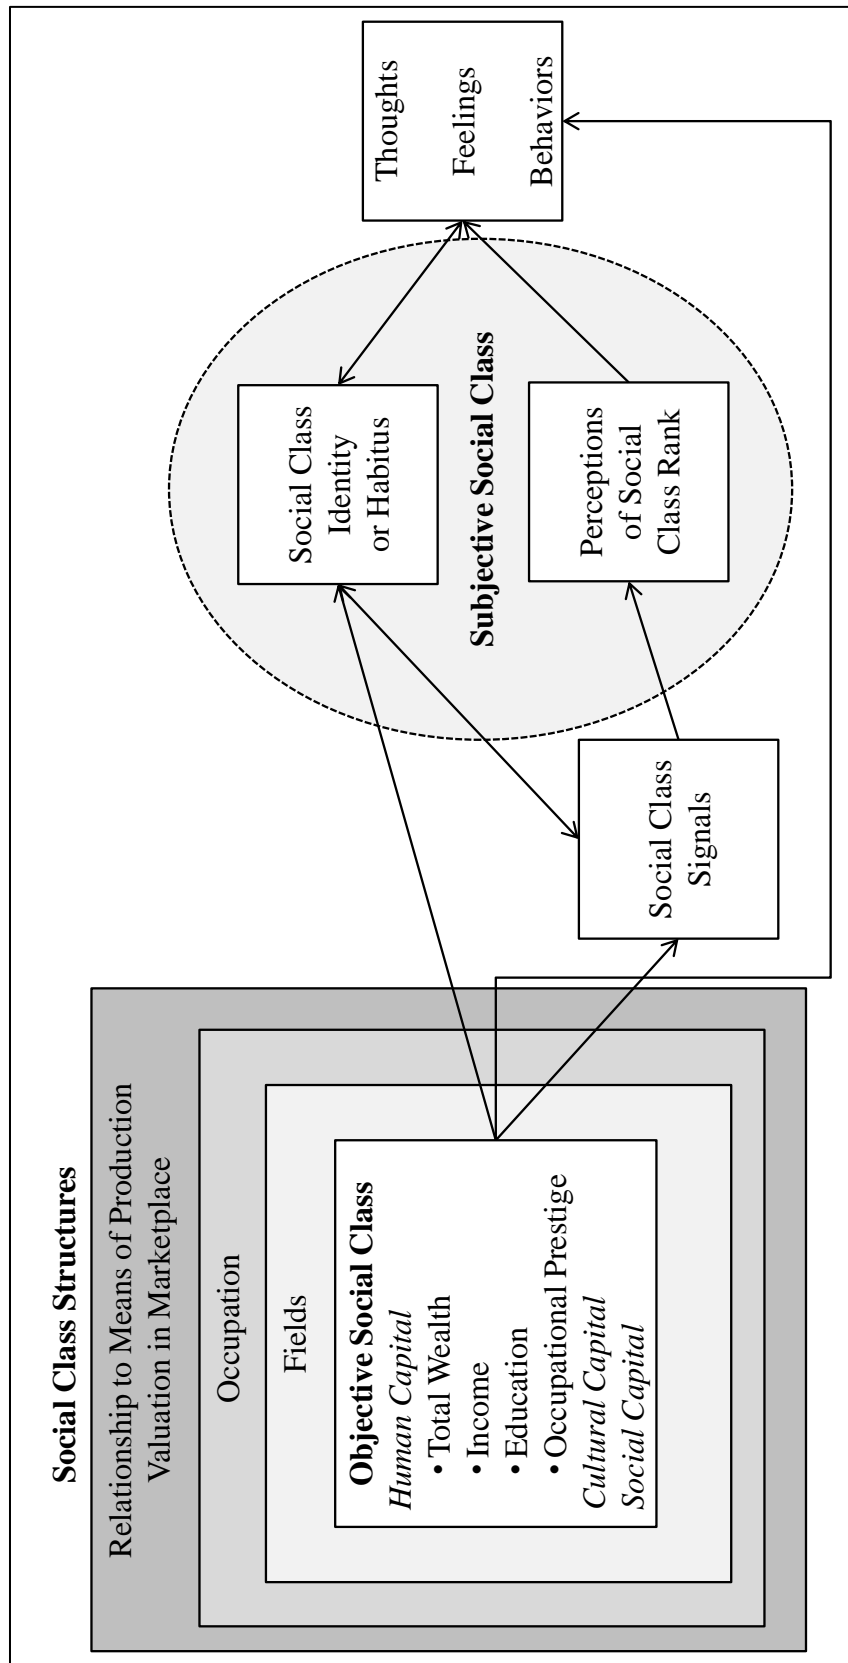 Social Class Structures
Relationship to Means of Production
Valuation in Marketplace
Occupation
Fields
Objective Social Class
Human Capital
• Total Wealth
• Income
• Education
• Occupational Prestige
Cultural Capital
Social Capital
Social Class
Signals
Social Class
Identity
or Habitus
Subjective Social Class
Perceptions
of Social
Class Rank
Thoughts
Feelings
Behaviors